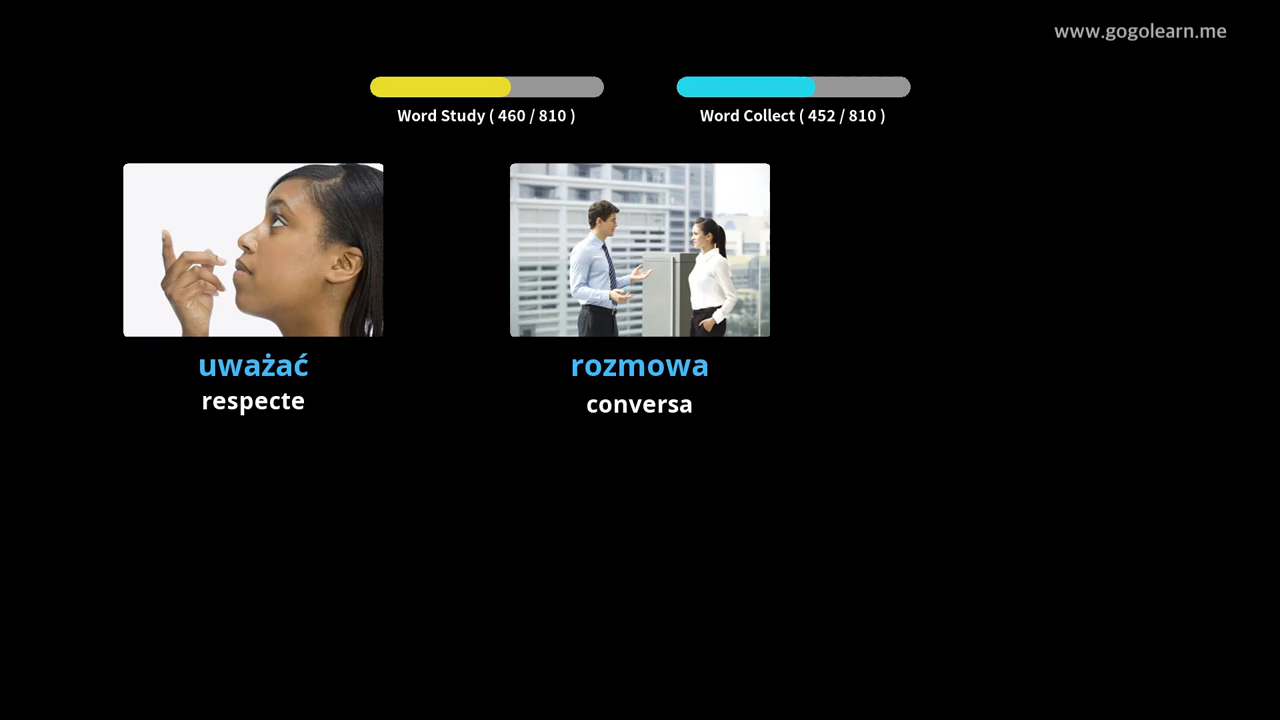 www.gogolearn.me
Word Study ( 460 / 810 )
Word Collect ( 452 / 810 )
uważać
respecte
rozmowa
conversa